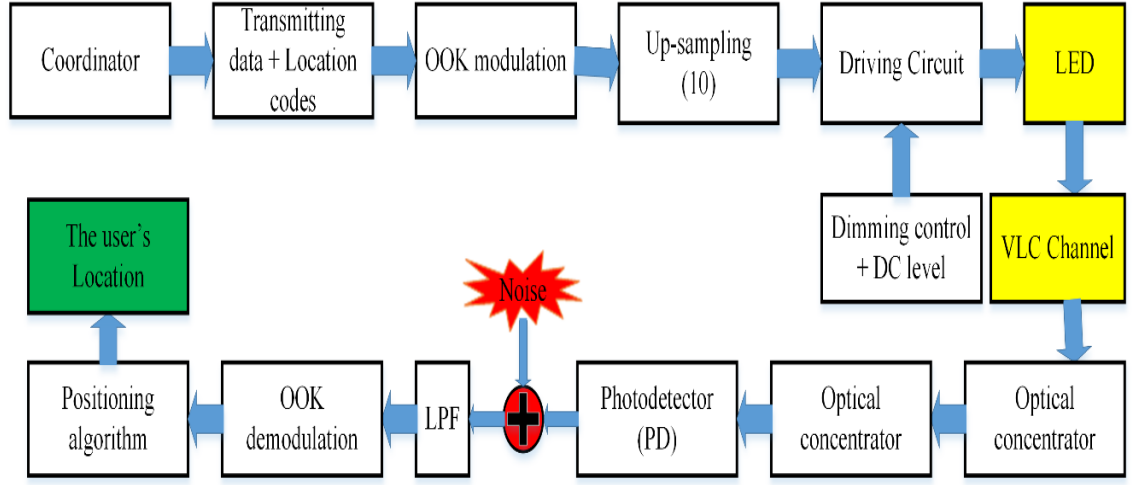 Coordinator
Transmitting
data + Location
codes
OOK modulation
Up-sampling
(10)
Driving Circuit
LED
The user's
Location
Noise
Dimming control
+ DC level
VLC Channel
Positioning
algorithm
OOK
demodulation
LPF
Photodetector
(PD)
Optical
concentrator
Optical
concentrator